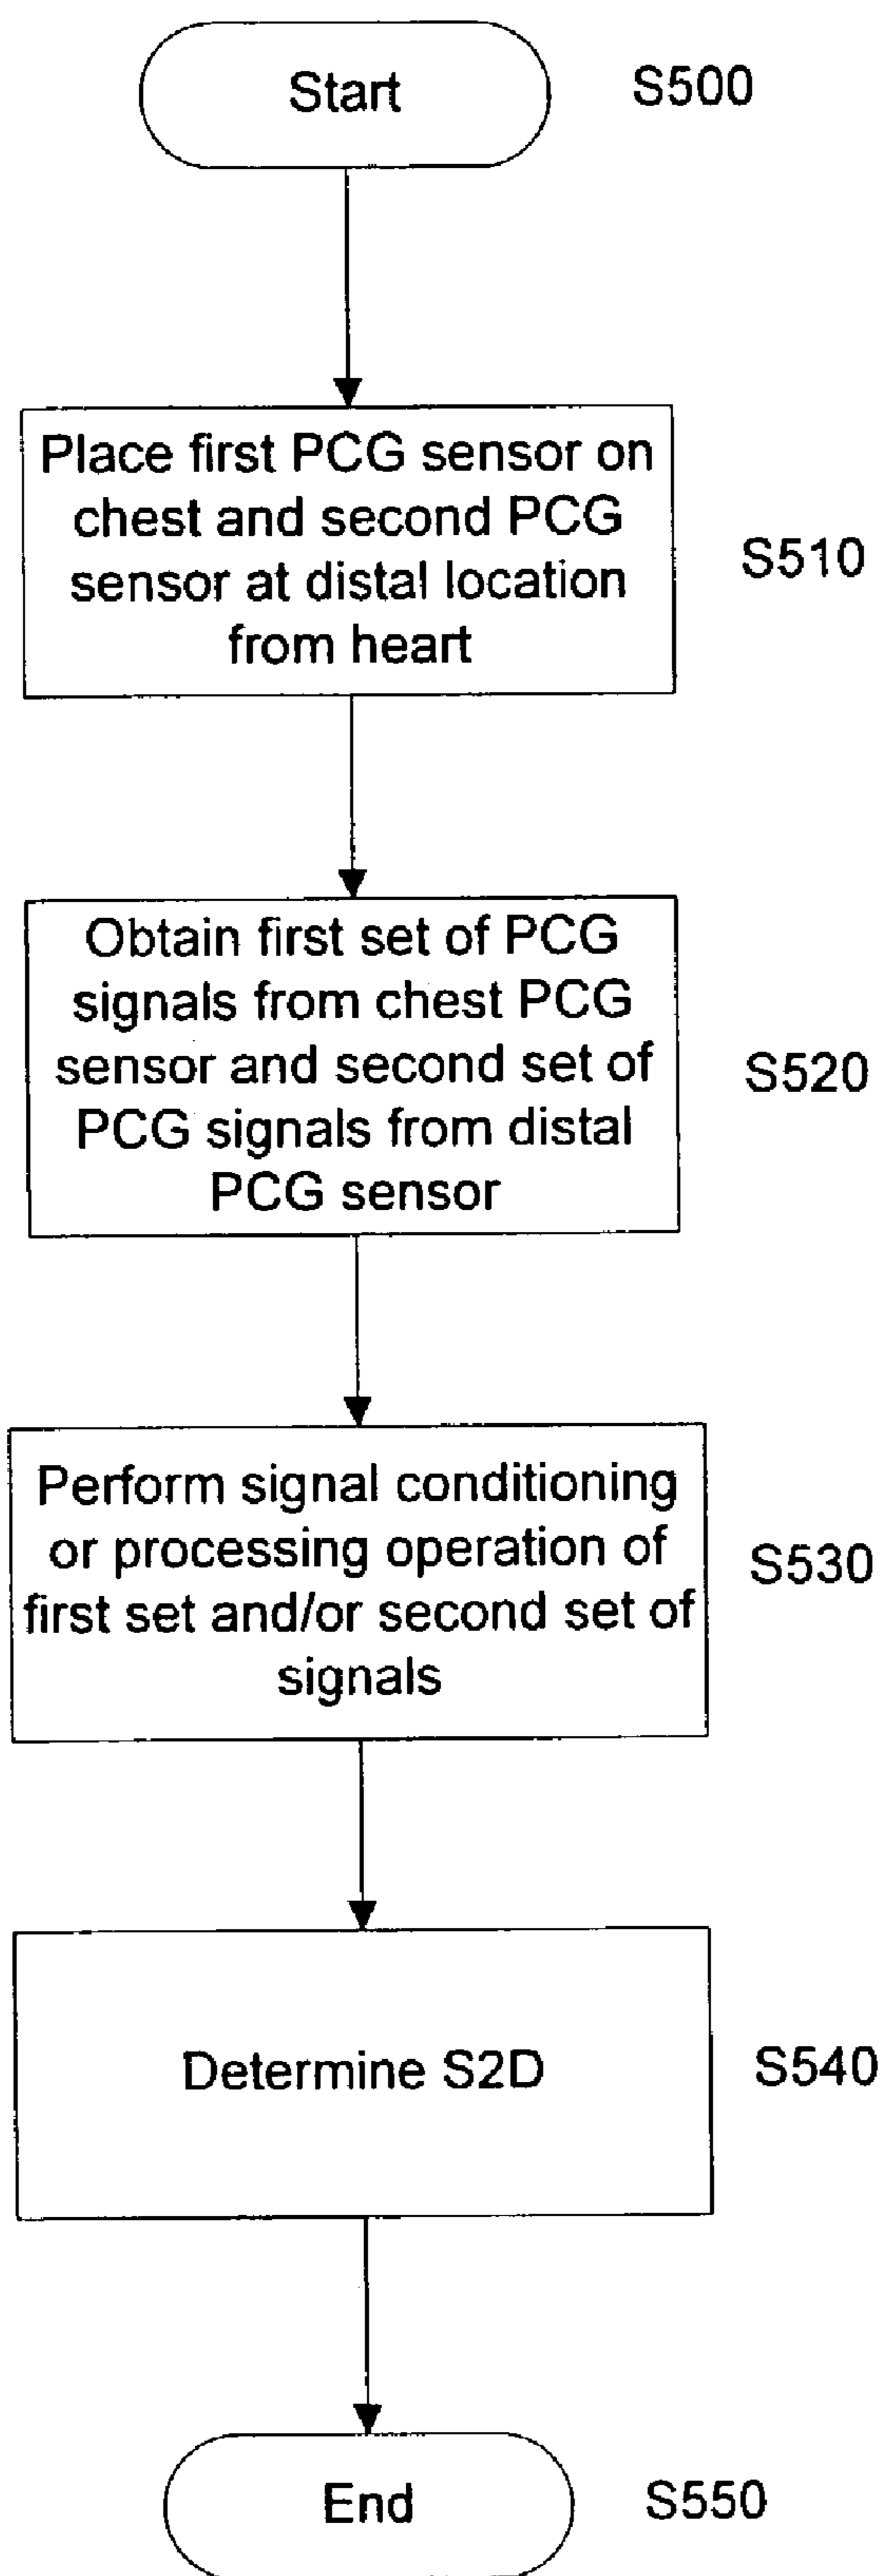 Start
S500
Place first PCG sensor on
chest and second PCG
sensor at distal location
from heart
S510
Obtain first set of PCG
signals from chest PCG
sensor and second set of
PCG signals from distal
PCG sensor
S520
Perform signal conditioning
or processing operation of
first set and/or second set of
signals
S530
Determine S2D
S540
End
S550